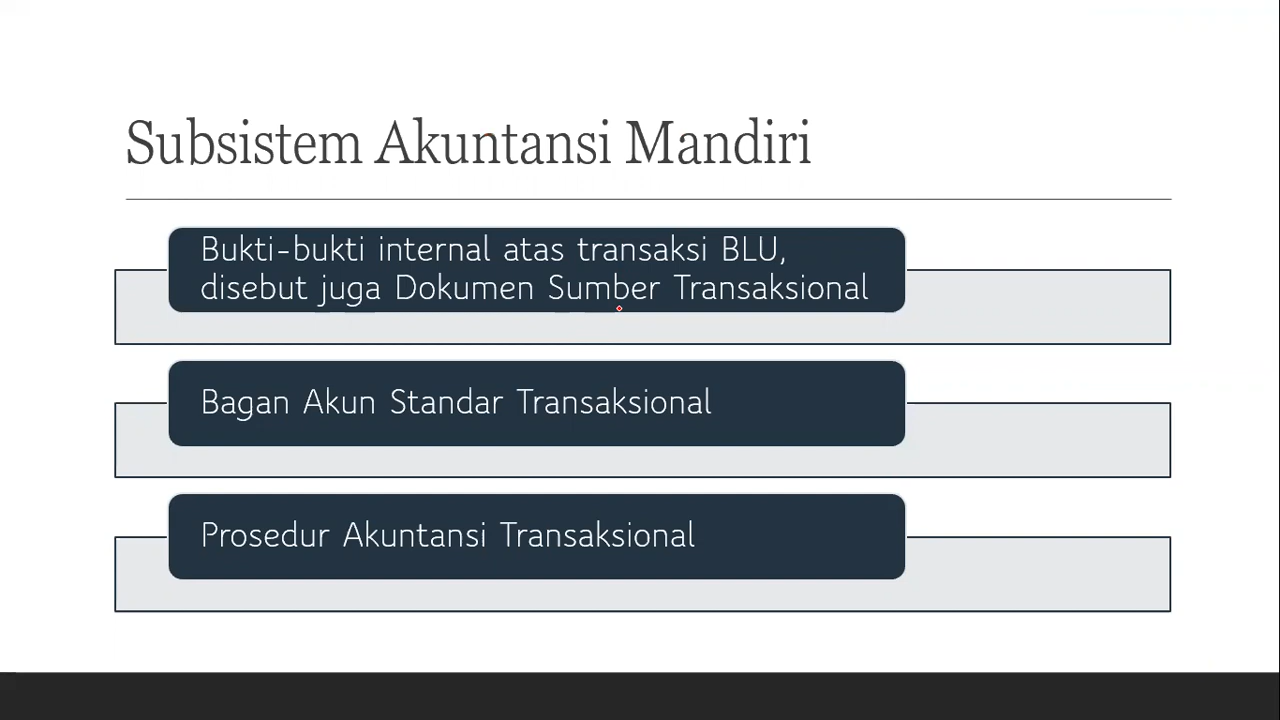 Subsistem Akuntansi Mandiri
Bukti-bukti internal atas transaksi BLU,
disebut juga Dokumen Sumber Transaksional
Bagan Akun Standar Transaksional
Prosedur Akuntansi Transaksional